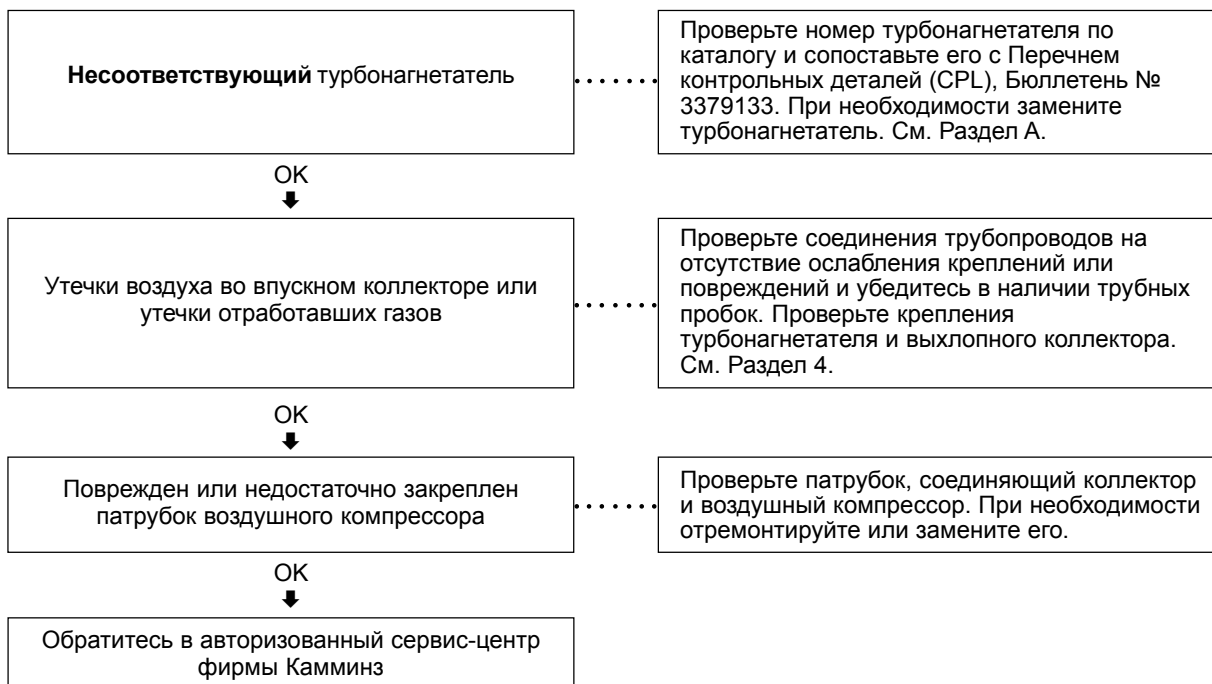 Несоответствующий турбонагнетатель
Проверьте номер турбонагнетателя по
каталогу и сопоставьте его с Перечнем
контрольных деталей (CPL), Бюллетень №
3379133. При необходимости замените
турбонагнетатель. См. Раздел А.
OK
Утечки воздуха во впускном коллекторе или
утечки отработавших газов
Проверьте соединения трубопроводов на
отсутствие ослабления креплений или
повреждений и убедитесь в наличии трубных
пробок. Проверьте крепления
турбонагнетателя и выхлопного коллектора.
См. Раздел 4.
OK
Поврежден или недостаточно закреплен
патрубок воздушного компрессора
Проверьте патрубок, соединяющий коллектор
и воздушный компрессор. При необходимости
отремонтируйте или замените его.
OK
Обратитесь в авторизованный сервис-центр
фирмы Камминз